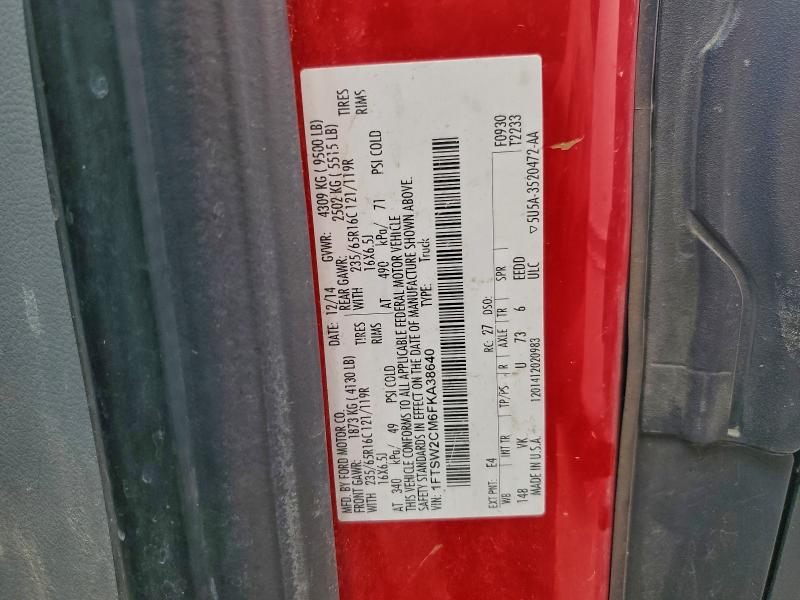 MFD. BY FORD MOTOR CO.
DATE: 12/14 GVWR: 4309 KG ( 9500 LB)
FRONT GAWR: 1873 KG ( 4130 LB) REAR GAWR: 2502 KG ( 5515 LB)
WITH 235/65R16C 121/119R TIRES WITH 235/65R16C 121/119R TIRES
16X6.5J RIMS 16X6.5J RIMS
AT 340 kPa/ 49 PSI COLD AT 490 kPa/ 71 PSI COLD
THIS VEHICLE CONFORMS TO ALL APPLICABLE FEDERAL MOTOR VEHICLE
SAFETY STANDARDS IN EFFECT ON THE DATE OF MANUFACTURE SHOWN ABOVE.
VIN: 1FTSW2CM6FKA38640 TYPE: Truck
F0930
T2233
EXT PNT: E4 RC: 27 DSO:
WB INT TR TP/PS R AXLE TR SPR
148 VK U 73 6 EEDD
MADE IN U.S.A. 1201412020983 ULC
▽ 5U5A-3520472-AA